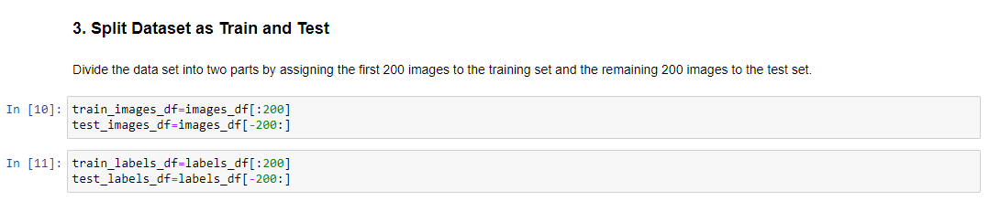 3. Split Dataset as Train and Test
Divide the data set into two parts by assigning the first 200 images to the training set and the remaining 200 images to the test set.
In [10]: train_images_df=images_df[:200]
test_images_df=images_df[-200:]
In [11]: train_labels_df=labels_df[:200]
test_labels_df=labels_df[-200:]